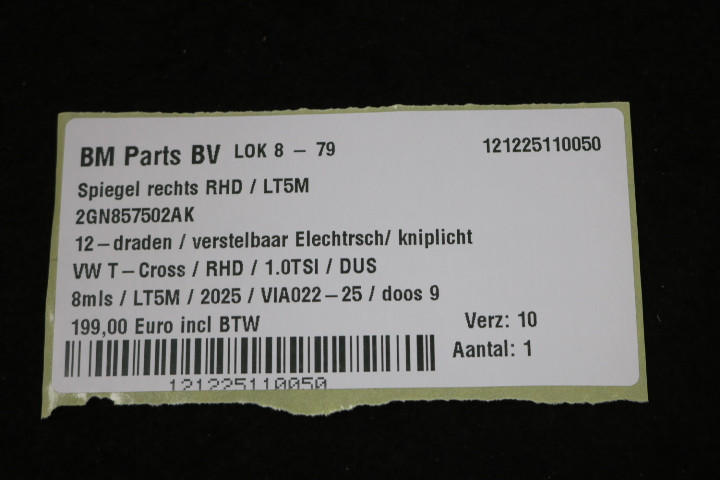 BM Parts BV LOK 8 - 79 121225110050
Spiegel rechts RHD / LT5M
2GN857502AK
12-draden / verstelbaar Elechtrsch/ kniplicht
VW T-Cross / RHD / 1.0TSI / DUS
8mls / LT5M / 2025 / VIA022-25 / doos 9
199,00 Euro incl BTW Verz: 10
Aantal: 1
121225110050